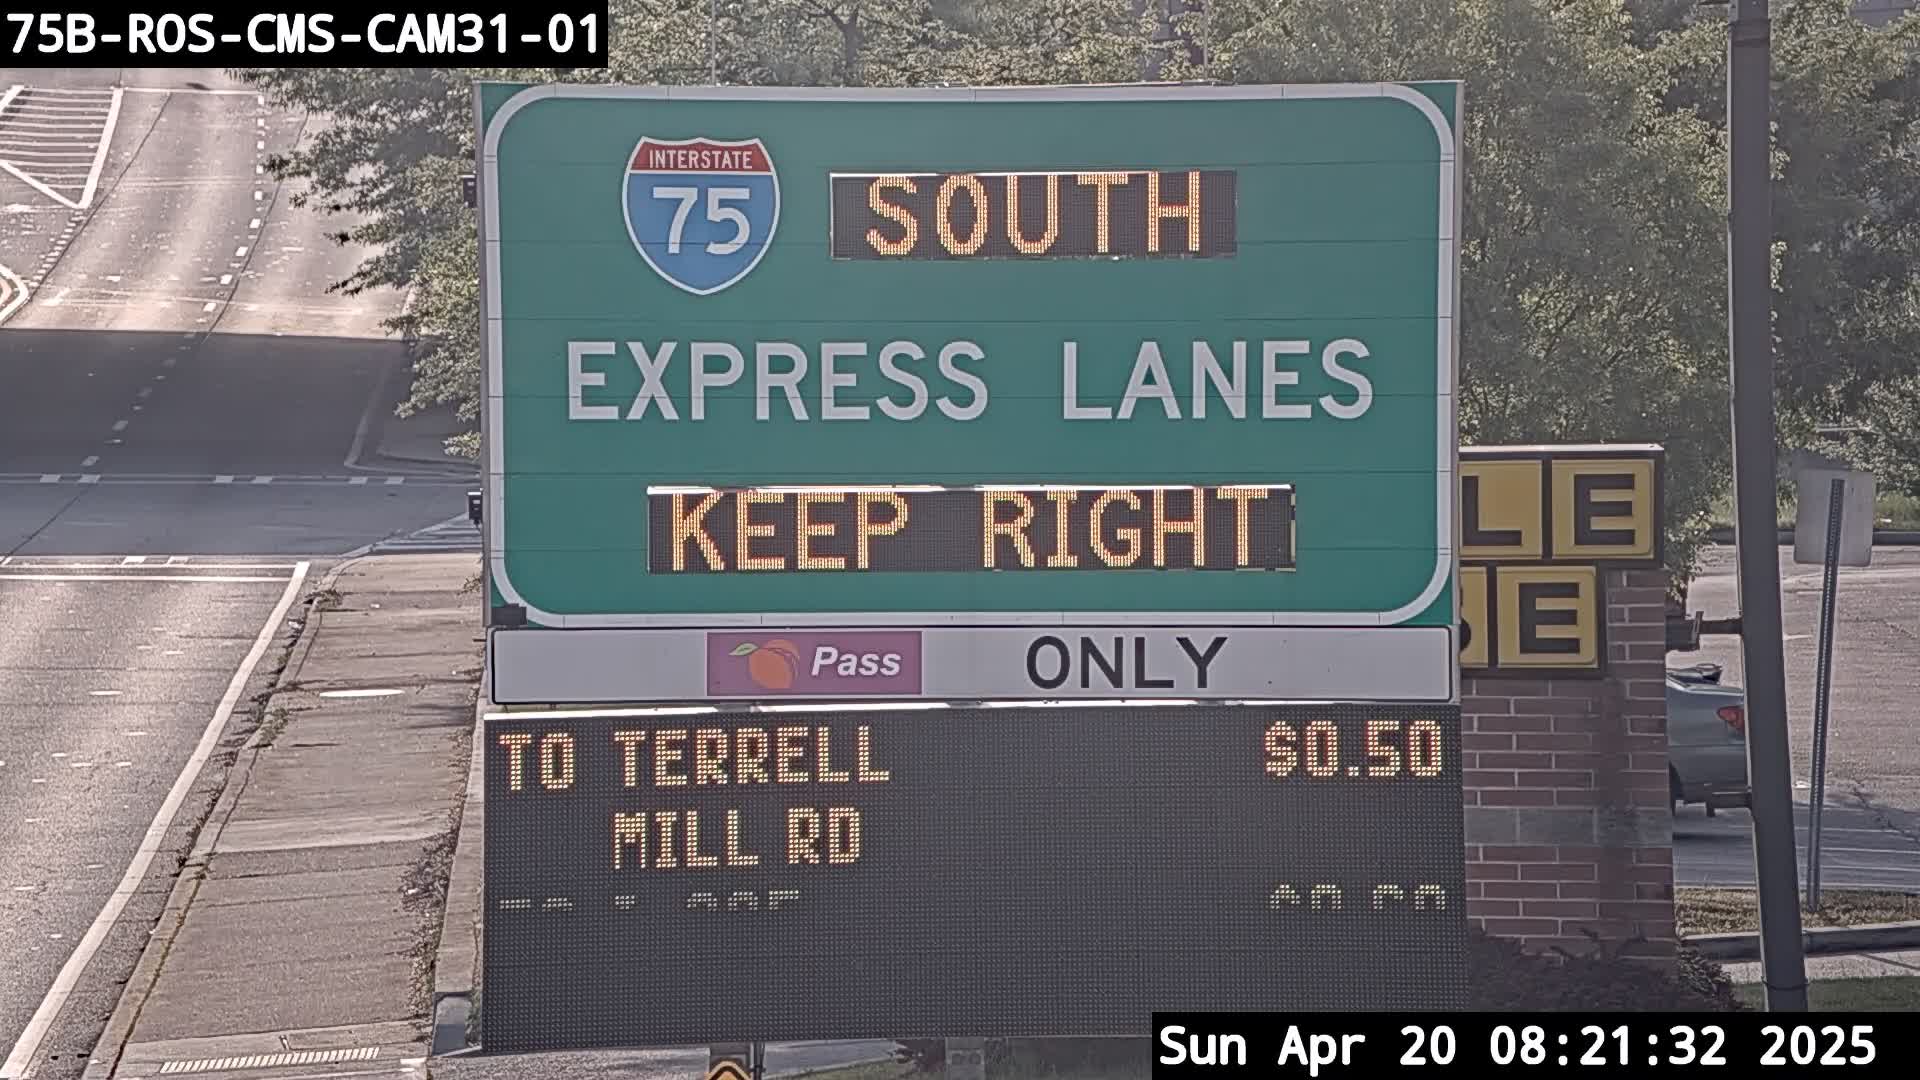 75B-ROS-CMS-CAM31-01
INTERSTATE
75
SOUTH
EXPRESS LANES
KEEP RIGHT
LE
E
Pass ONLY
TO TERRELL $0.50
MILL RD
Sun Apr 20 08:21:32 2025